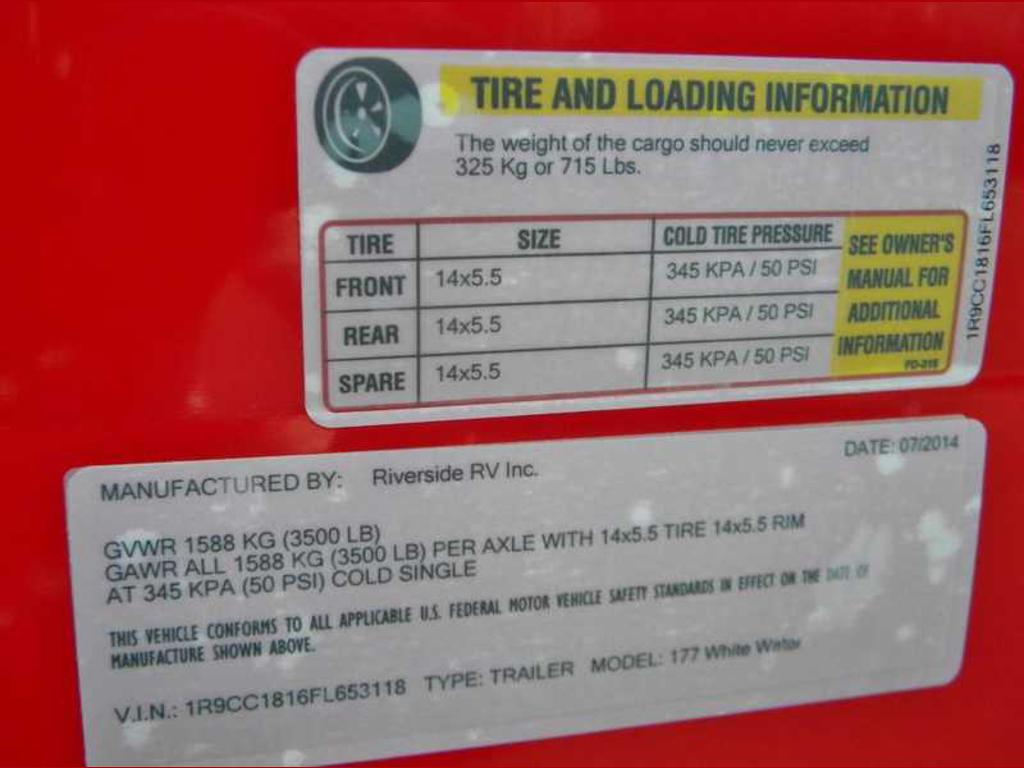 TIRE AND LOADING INFORMATION
The weight of the cargo should never exceed
325 Kg or 715 Lbs.
TIRE SIZE COLD TIRE PRESSURE
FRONT 14x5.5 345 KPA / 50 PSI
REAR 14x5.5 345 KPA / 50 PSI
SPARE 14x5.5 345 KPA / 50 PSI
SEE OWNER'S
MANUAL FOR
ADDITIONAL
INFORMATION
1R9CC1816FL653118
MANUFACTURED BY: Riverside RV Inc. DATE: 07/2014
GVWR 1588 KG (3500 LB)
GAWR ALL 1588 KG (3500 LB) PER AXLE WITH 14x5.5 TIRE 14x5.5 RIM
AT 345 KPA (50 PSI) COLD SINGLE
THIS VEHICLE CONFORMS TO ALL APPLICABLE U.S. FEDERAL MOTOR VEHICLE SAFETY STANDARDS IN EFFECT ON THE DATE OF
MANUFACTURE SHOWN ABOVE.
V.I.N.: 1R9CC1816FL653118 TYPE: TRAILER MODEL: 177 White Water